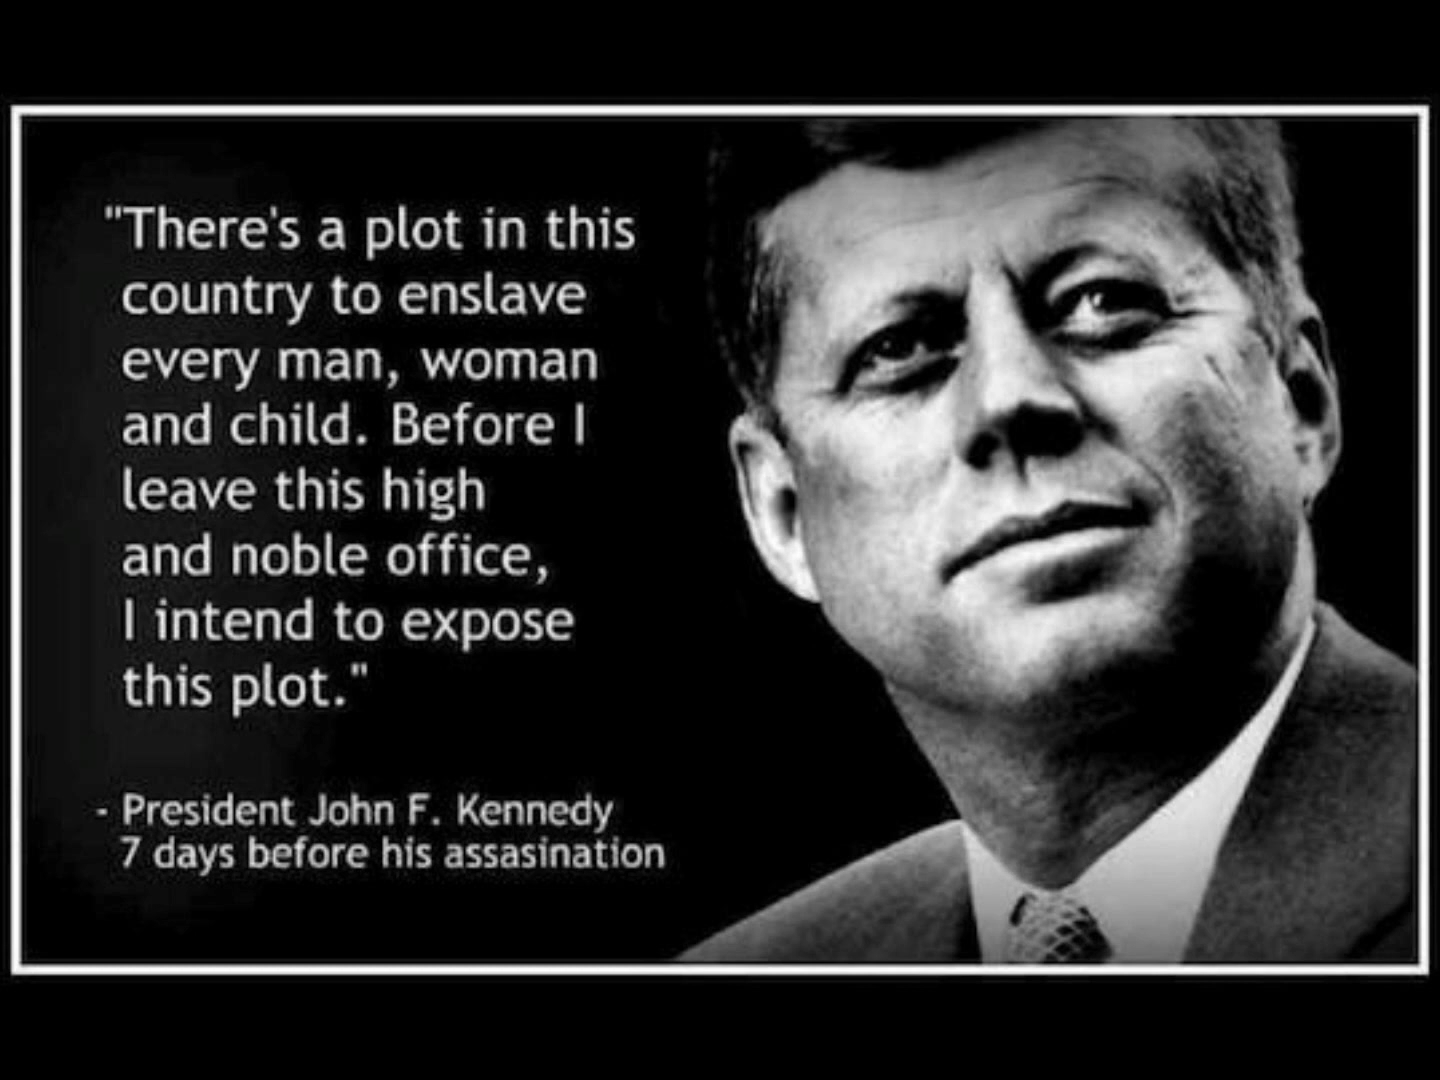 "There's a plot in this
country to enslave
every man, woman
and child. Before I
leave this high
and noble office,
I intend to expose
this plot."
- President John F. Kennedy
7 days before his assasination